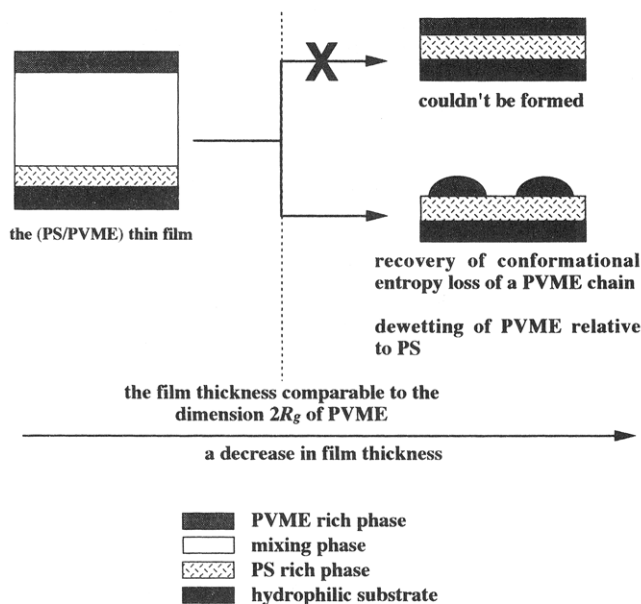 couldn't be formed
the (PS/PVME) thin film
recovery of conformational
entropy loss of a PVME chain
dewetting of PVME relative
to PS
the film thickness comparable to the
dimension 2Rg of PVME
a decrease in film thickness
PVME rich phase
mixing phase
PS rich phase
hydrophilic substrate